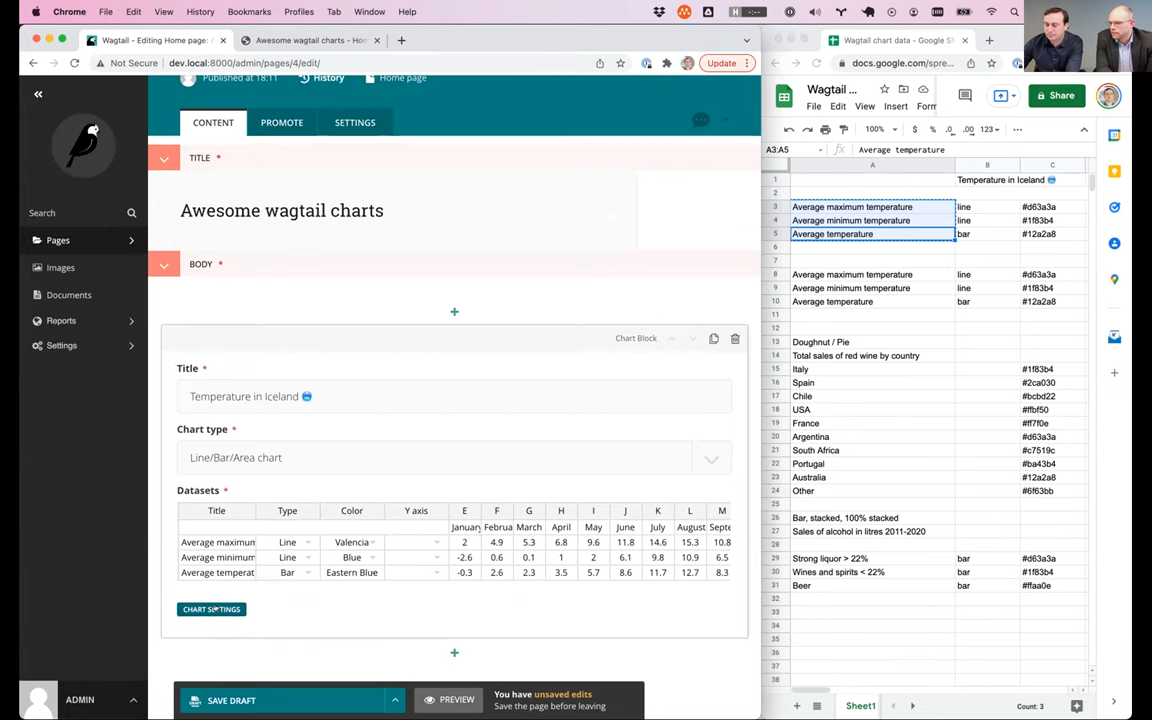 Chrome File Edit View History Bookmarks Profiles Tab Window Help
Wagtail - Editing Home page: A
Awesome wagtail charts - Hom
Not Secure dev.local:8000/admin/pages/4/edit/
Update
Published at 18:11 History Home page
CONTENT PROMOTE SETTINGS
TITLE *
Awesome wagtail charts
BODY *
Search
Pages
Images
Documents
Reports
Settings
ADMIN
Chart Block
Title *
Temperature in Iceland
Chart type *
Line/Bar/Area chart
Datasets *
Title Type Color Y axis E F G H I J K L M
January Februa March April May June July August Septe
Average maximum Line Valencia 2 4.9 5.3 6.8 9.6 11.8 14.6 15.3 10.8
Average minimum Line Blue -2.6 0.6 0.1 1 2 6.1 9.8 10.9 6.5
Average temperat Bar Eastern Blue -0.3 2.6 2.3 3.5 5.7 8.6 11.7 12.7 8.3
CHART SETTINGS
SAVE DRAFT
PREVIEW
You have unsaved edits
Save the page before leaving
Wagtail chart data - Google S
docs.google.com/spre...
Wagtail ...
File Edit View Insert Form
Share
100% $ % .0 .00 123
A3:A5 fx Average temperature
A B C
1 Temperature in Iceland
2
3 Average maximum temperature line #d63a3a
4 Average minimum temperature line #1f83b4
5 Average temperature bar #12a2a8
6
7
8 Average maximum temperature line #d63a3a
9 Average minimum temperature line #1f83b4
10 Average temperature bar #12a2a8
11
12
13 Doughnut / Pie
14 Total sales of red wine by country
15 Italy #1f83b4
16 Spain #2ca030
17 Chile #bcbd22
18 USA #ffbf50
19 France #ff7f0e
20 Argentina #d63a3a
21 South Africa #c7519c
22 Portugal #ba43b4
23 Australia #12a2a8
24 Other #6f63bb
25
26 Bar, stacked, 100% stacked
27 Sales of alcohol in litres 2011-2020
28
29 Strong liquor > 22% bar #d63a3a
30 Wines and spirits < 22% bar #1f83b4
31 Beer bar #ffaa0e
32
33
34
35
36
37
38
Sheet1
Count: 3